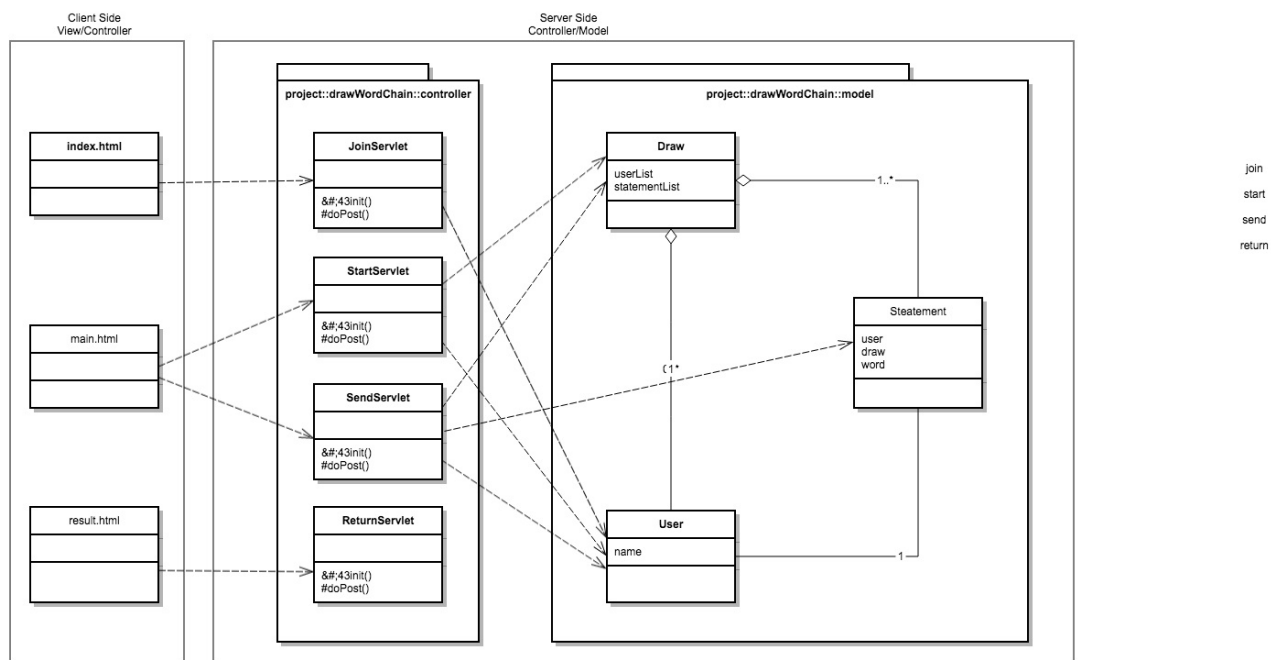 Client Side
View/Controller
Server Side
Controller/Model
project::drawWordChain::controller
project::drawWordChain::model
index.html
JoinServlet
&#;43init()
#doPost()
Draw
userList
statementList
1..*
join
start
send
return
StartServlet
&#;43init()
#doPost()
main.html
Steatement
user
draw
word
SendServlet
&#;43init()
#doPost()
result.html
ReturnServlet
&#;43init()
#doPost()
User
name
1